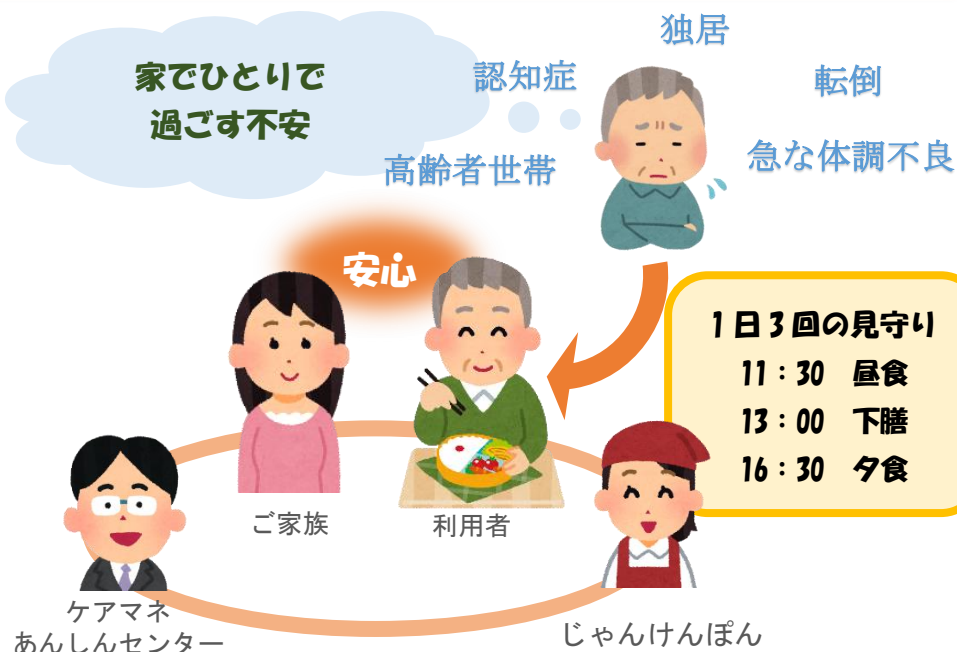 独居
家でひとりで
過ごす不安
認知症
転倒
高齢者世帯
急な体調不良
安心
1日3回の見守り
11:30 昼食
13:00 下膳
16:30 夕食
ご家族
利用者
ケアマネ
あんしんセンター
じゃんけんぽん